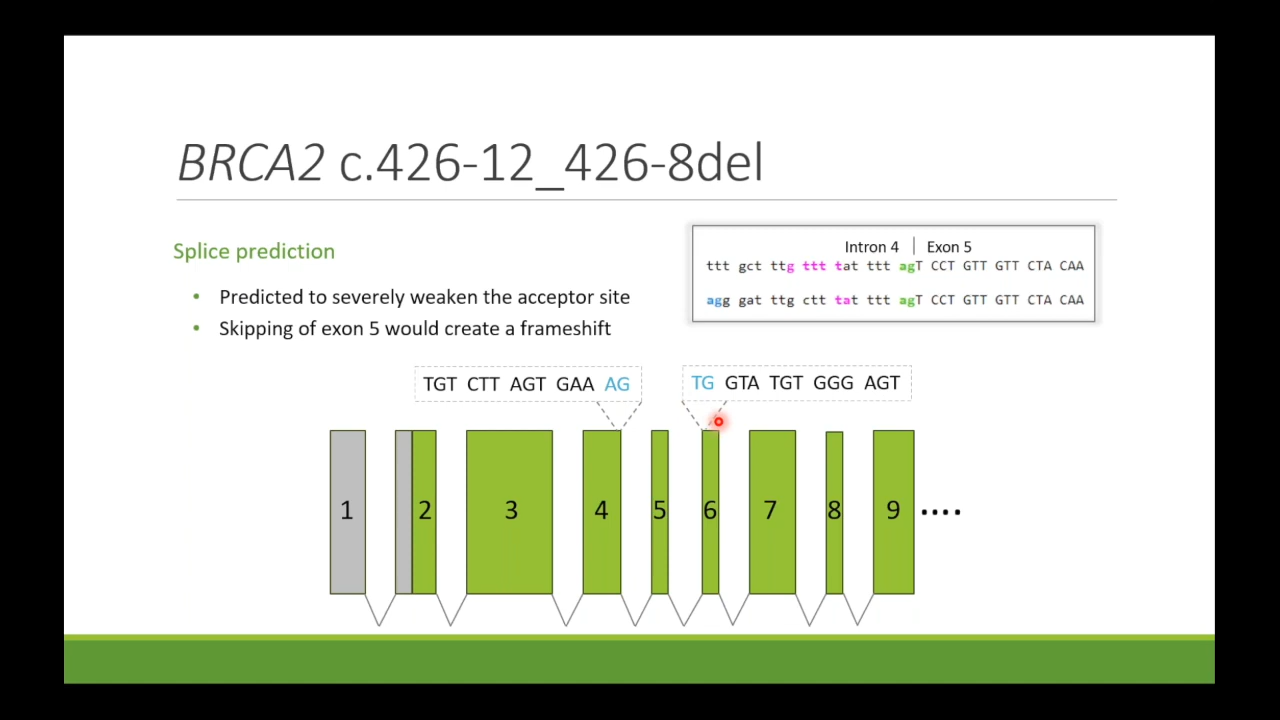 BRCA2 c.426-12_426-8del
Splice prediction
• Predicted to severely weaken the acceptor site
• Skipping of exon 5 would create a frameshift
Intron 4 | Exon 5
ttt gct ttg ttt tat ttt agT CCT GTT GTT CTA CAA
agg gat ttg ctt tat ttt agT CCT GTT GTT CTA CAA
TGT CTT AGT GAA AG
TG GTA TGT GGG AGT
1 2 3 4 5 6 7 8 9 ....